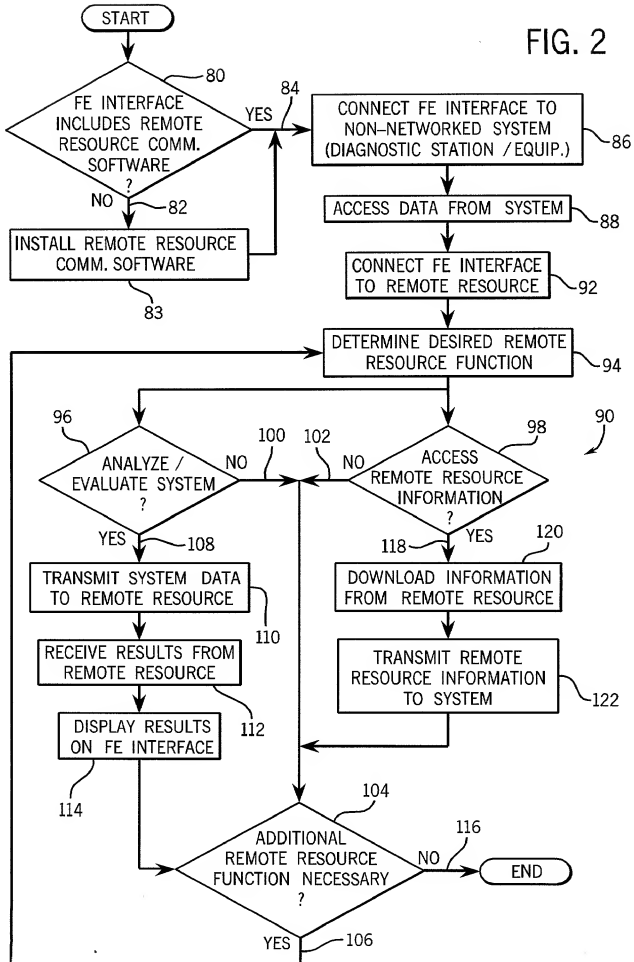 START
FIG. 2
80
FE INTERFACE
INCLUDES REMOTE
RESOURCE COMM.
SOFTWARE
?
YES
84
NO
82
INSTALL REMOTE RESOURCE
COMM. SOFTWARE
83
CONNECT FE INTERFACE TO
NON-NETWORKED SYSTEM
(DIAGNOSTIC STATION / EQUIP.)
86
ACCESS DATA FROM SYSTEM
88
CONNECT FE INTERFACE
TO REMOTE RESOURCE
92
DETERMINE DESIRED REMOTE
RESOURCE FUNCTION
94
90
96
ANALYZE /
EVALUATE SYSTEM
?
NO
100
YES
108
102
NO
98
ACCESS
REMOTE RESOURCE
INFORMATION
?
118
YES
TRANSMIT SYSTEM DATA
TO REMOTE RESOURCE
110
RECEIVE RESULTS FROM
REMOTE RESOURCE
112
DISPLAY RESULTS
ON FE INTERFACE
114
120
DOWNLOAD INFORMATION
FROM REMOTE RESOURCE
TRANSMIT REMOTE
RESOURCE INFORMATION
TO SYSTEM
122
104
ADDITIONAL
REMOTE RESOURCE
FUNCTION NECESSARY
?
NO
116
END
YES
106